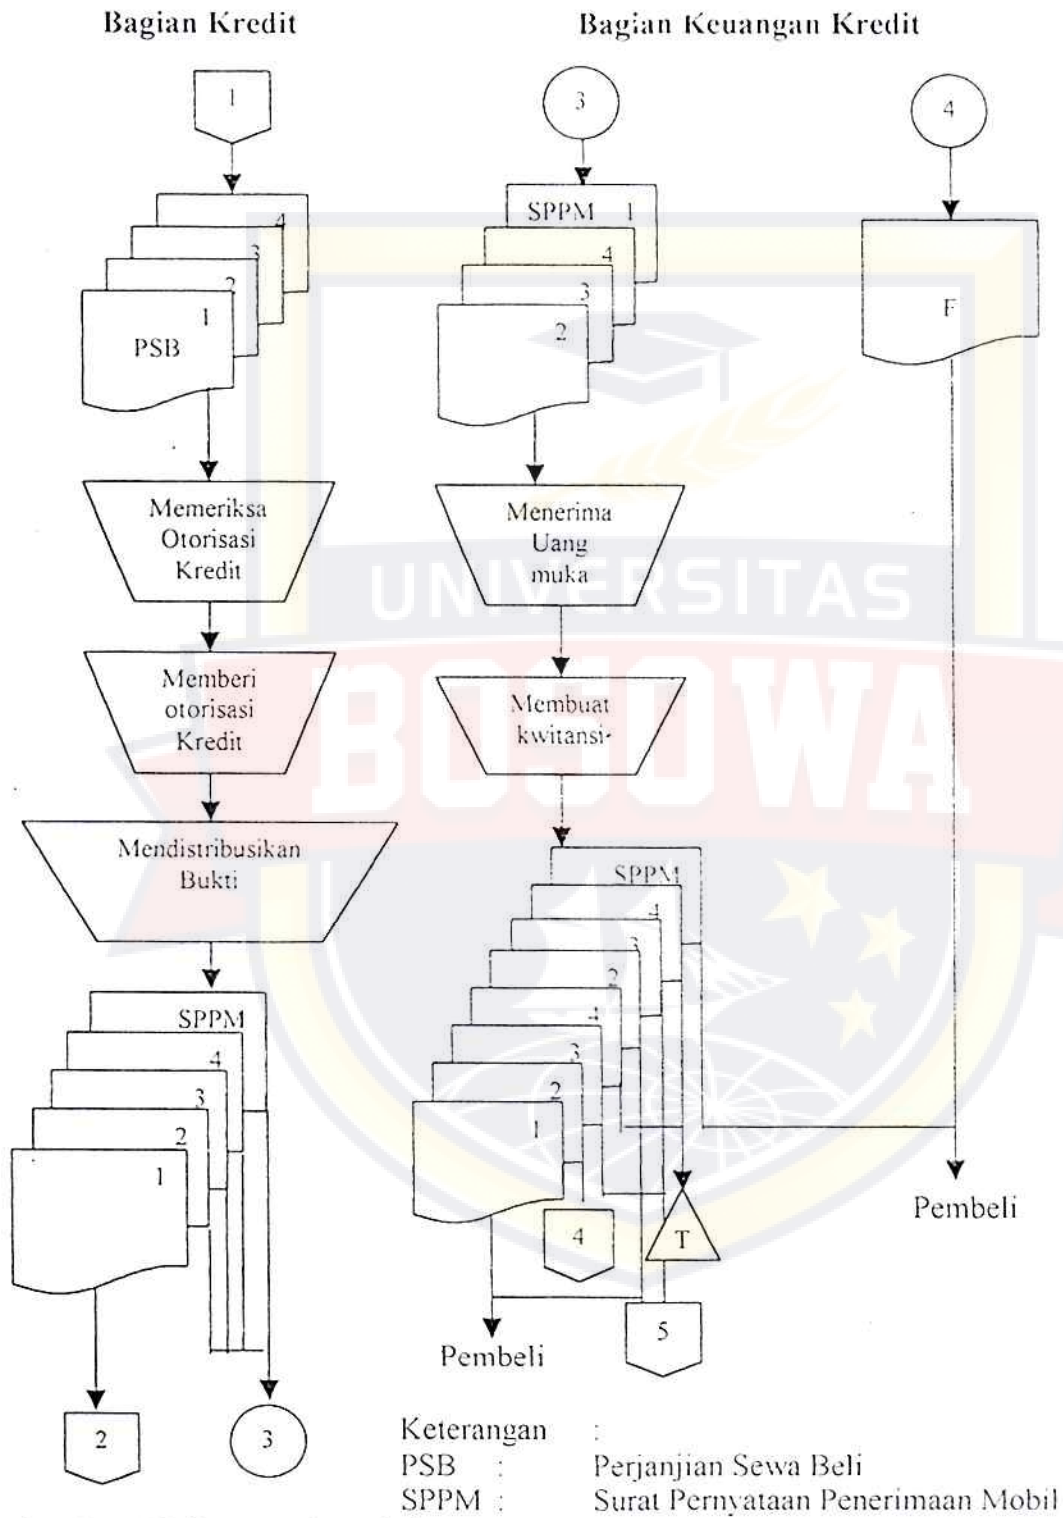 Bagian Kredit
1
4
3
2
1
PSB
Memeriksa
Otorisasi
Kredit
Memberi
otorisasi
Kredit
Mendistribusikan
Bukti
SPPM
4
3
2
1
2
3
Bagian Keuangan Kredit
3
SPPM 1
4
3
2
Menerima
Uang
muka
Membuat
kwitansi-
SPPM
4
3
2
4
3
2
1
4
T
5
Pembeli
4
F
Pembeli
UNIVERSITAS
BOSOWA
Keterangan :
PSB : Perjanjian Sewa Beli
SPPM : Surat Pernyataan Penerimaan Mobil